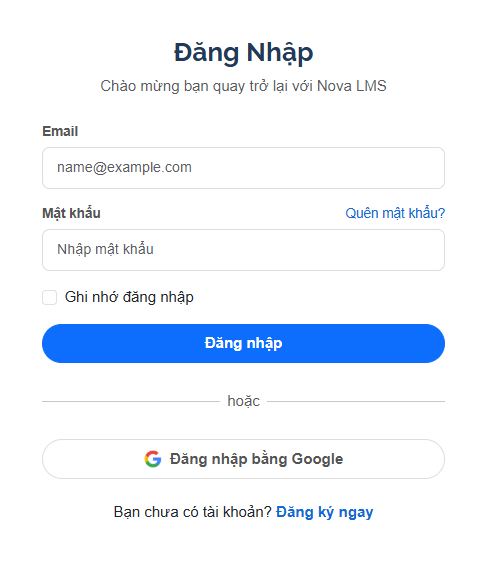 Đăng Nhập
Chào mừng bạn quay trở lại với Nova LMS
Email
name@example.com
Mật khẩu Quên mật khẩu?
Nhập mật khẩu
Ghi nhớ đăng nhập
Đăng nhập
hoặc
Đăng nhập bằng Google
Bạn chưa có tài khoản? Đăng ký ngay